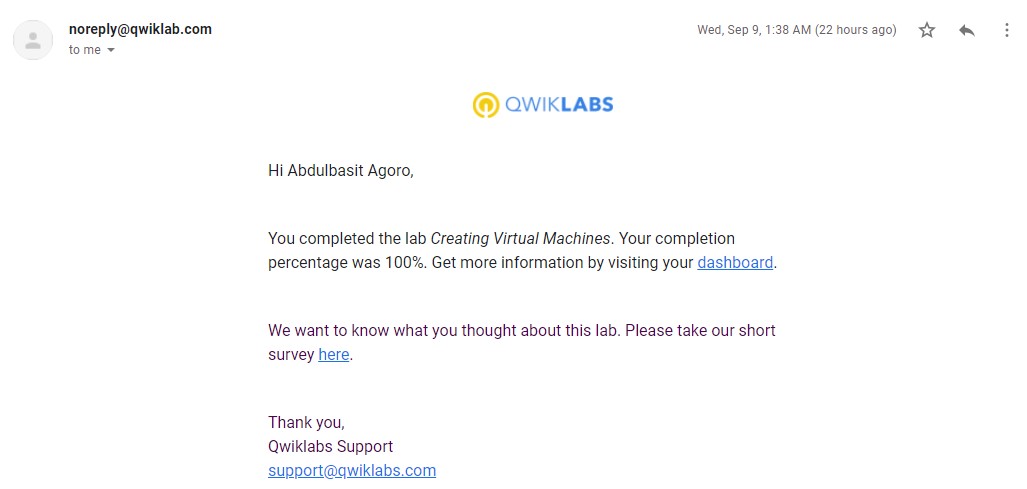 noreply@qwiklab.com
Wed, Sep 9, 1:38 AM (22 hours ago)
to me
QWIKLABS
Hi Abdulbasit Agoro,
You completed the lab Creating Virtual Machines. Your completion
percentage was 100%. Get more information by visiting your dashboard.
We want to know what you thought about this lab. Please take our short
survey here.
Thank you,
Qwiklabs Support
support@qwiklabs.com